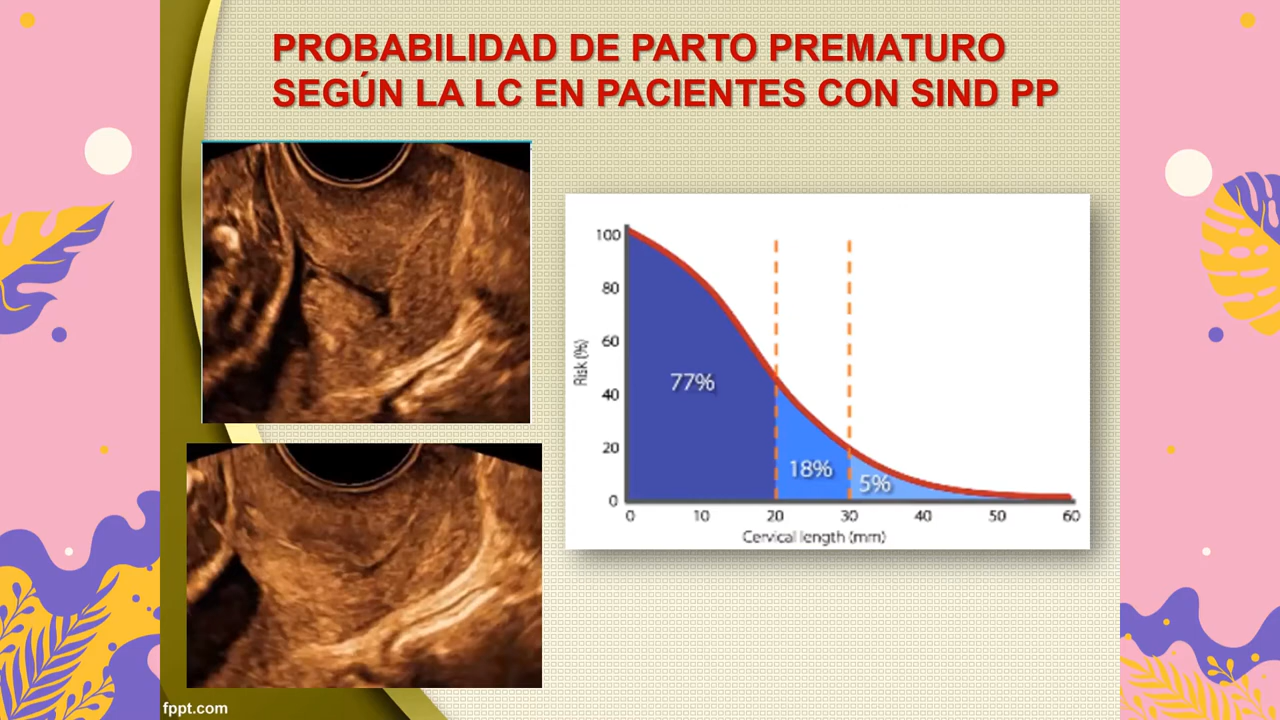 PROBABILIDAD DE PARTO PREMATURO
SEGÚN LA LC EN PACIENTES CON SIND PP
100
80
60
40
20
0
Risk (%)
77%
18%
5%
0 10 20 30 40 50 60
Cervical length (mm)
fppt.com